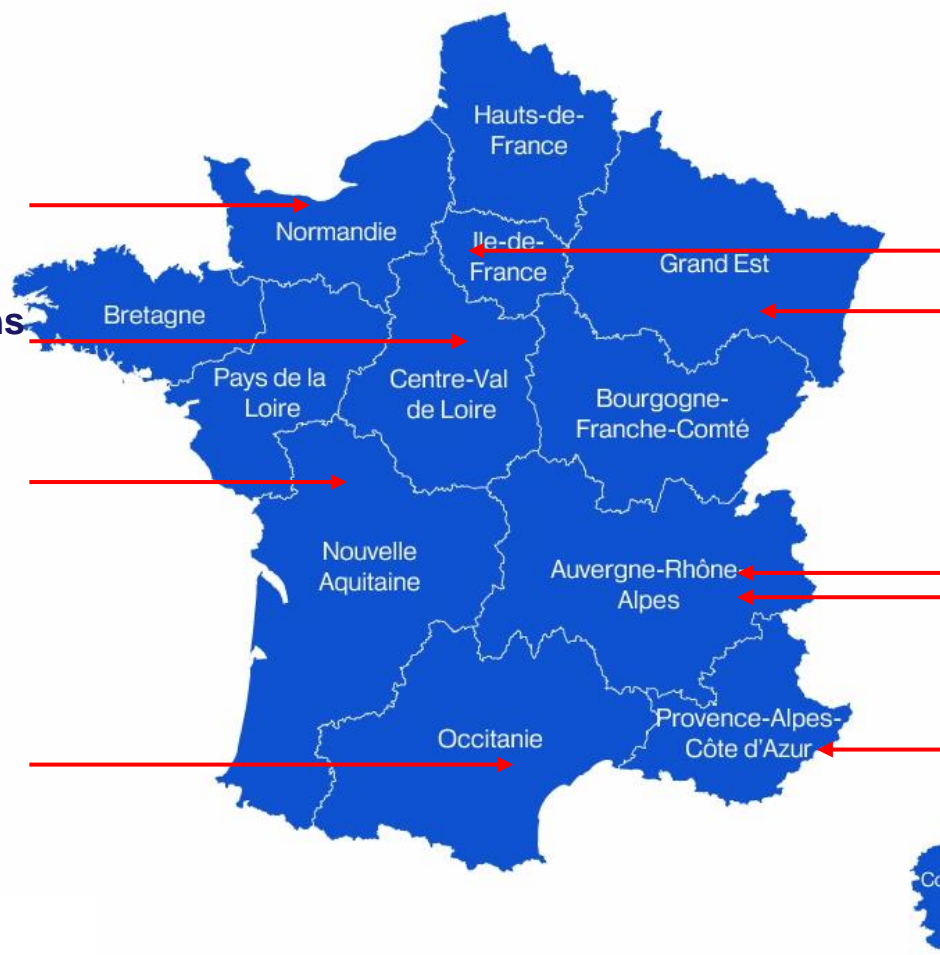 Hauts-de-
France
Normandie
Ile-de-
France
Grand Est
Bretagne
Pays de la
Loire
Centre-Val
de Loire
Bourgogne-
Franche-Comté
Nouvelle
Aquitaine
Auvergne-Rhône-
Alpes
Occitanie
Provence-Alpes-
Côte d'Azur